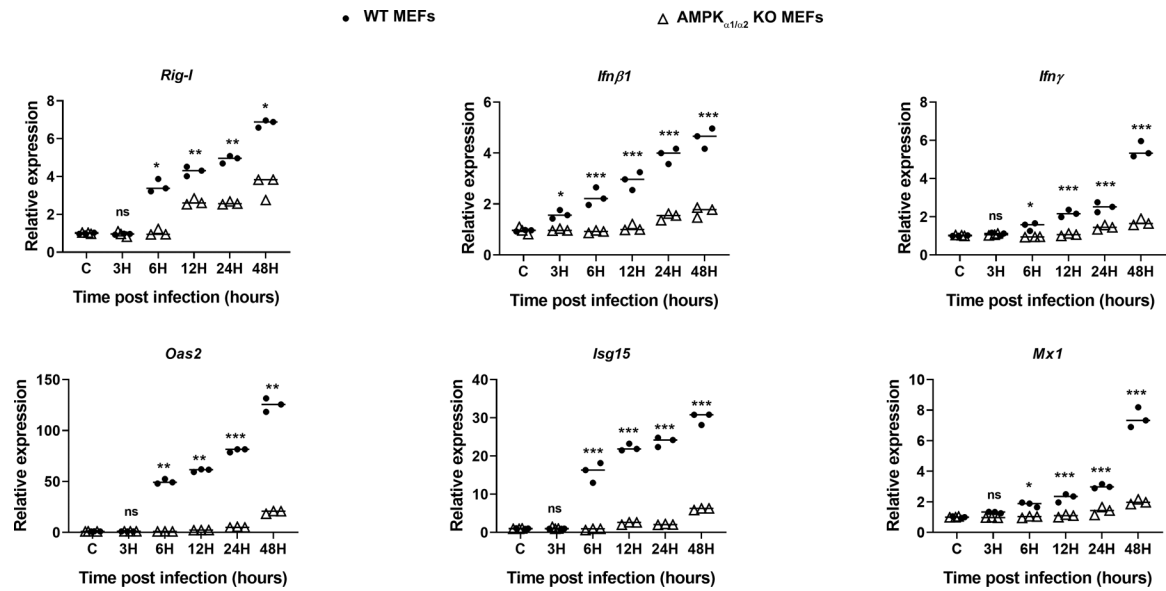 WT MEFs
AMPKα1/α2 KO MEFs
Rig-I
Relative expression
8
6
4
2
0
ns
*
**
**
*
C 3H 6H 12H 24H 48H
Time post infection (hours)
Ifnβ1
Relative expression
6
4
2
0
*
***
***
***
***
C 3H 6H 12H 24H 48H
Time post infection (hours)
Ifnγ
Relative expression
8
6
4
2
0
ns
*
***
***
***
C 3H 6H 12H 24H 48H
Time post infection (hours)
Oas2
Relative expression
150
100
50
0
ns
**
**
***
**
C 3H 6H 12H 24H 48H
Time post infection (hours)
Isg15
Relative expression
40
30
20
10
0
ns
***
***
***
***
C 3H 6H 12H 24H 48H
Time post infection (hours)
Mx1
Relative expression
10
8
6
4
2
0
ns
*
***
***
***
C 3H 6H 12H 24H 48H
Time post infection (hours)